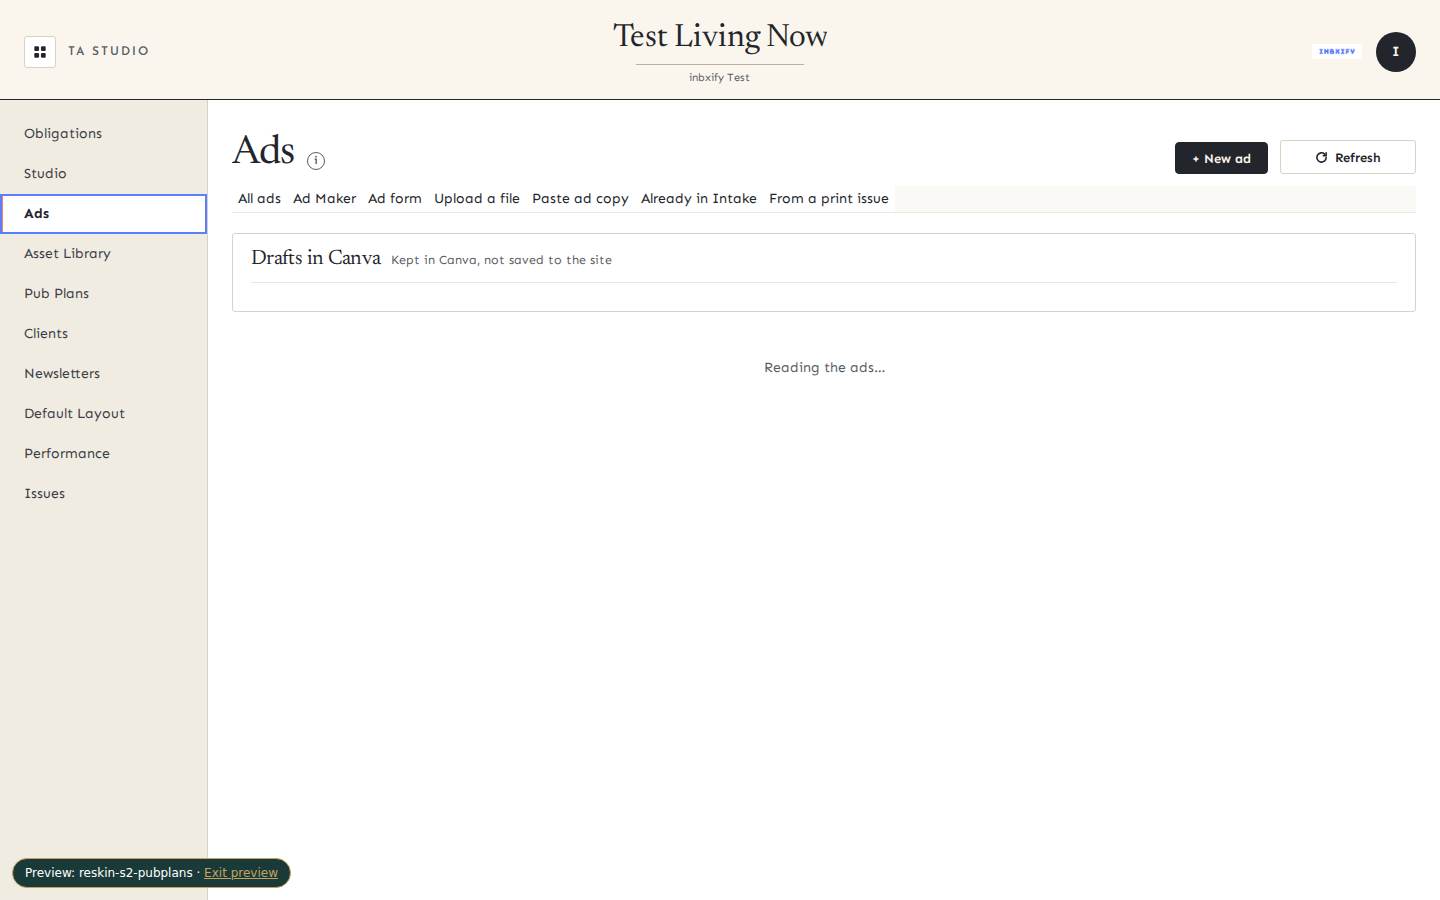 TA STUDIO
Test Living Now
inbxify Test
INBXIFY
I
Obligations
Studio
Ads
Asset Library
Pub Plans
Clients
Newsletters
Default Layout
Performance
Issues
Ads i
+ New ad
Refresh
All ads Ad Maker Ad form Upload a file Paste ad copy Already in Intake From a print issue
Drafts in Canva Kept in Canva, not saved to the site
Reading the ads...
Preview: reskin-s2-pubplans · Exit preview